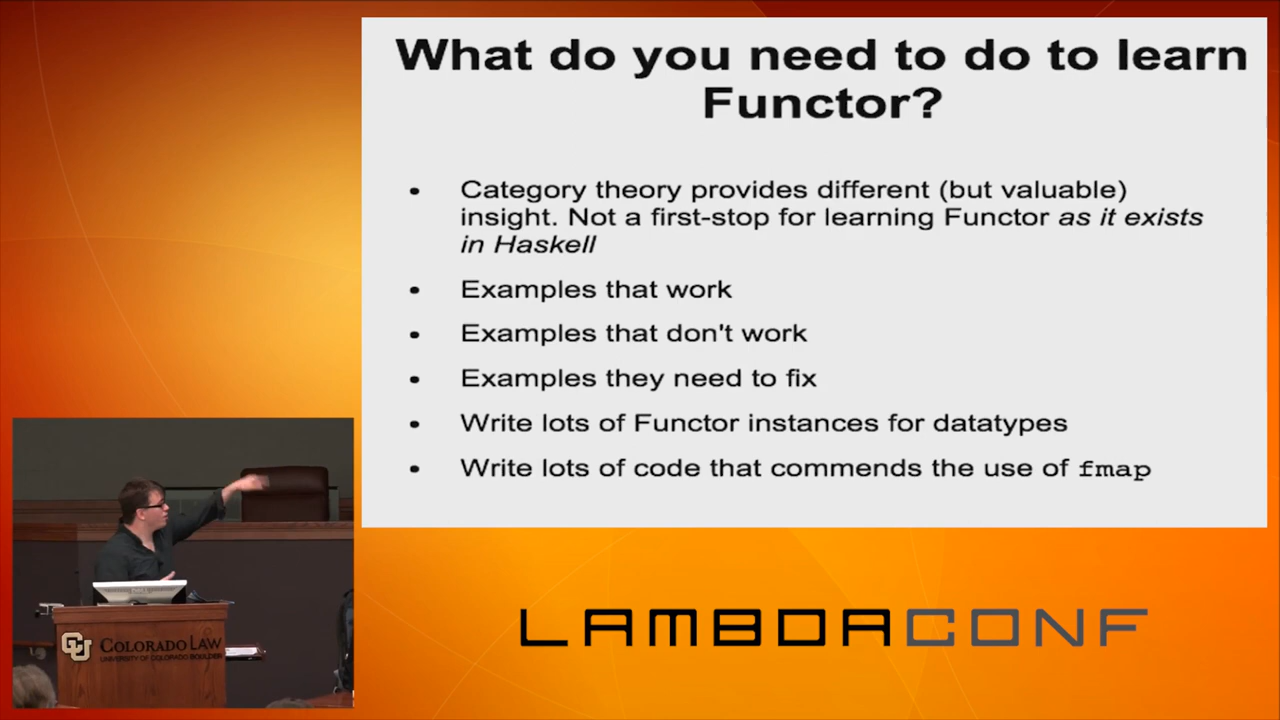 What do you need to do to learn
Functor?
• Category theory provides different (but valuable)
insight. Not a first-stop for learning Functor as it exists
in Haskell
• Examples that work
• Examples that don't work
• Examples they need to fix
• Write lots of Functor instances for datatypes
• Write lots of code that commends the use of fmap
CU COLORADO LAW
UNIVERSITY OF COLORADO BOULDER
LAMBDACONF